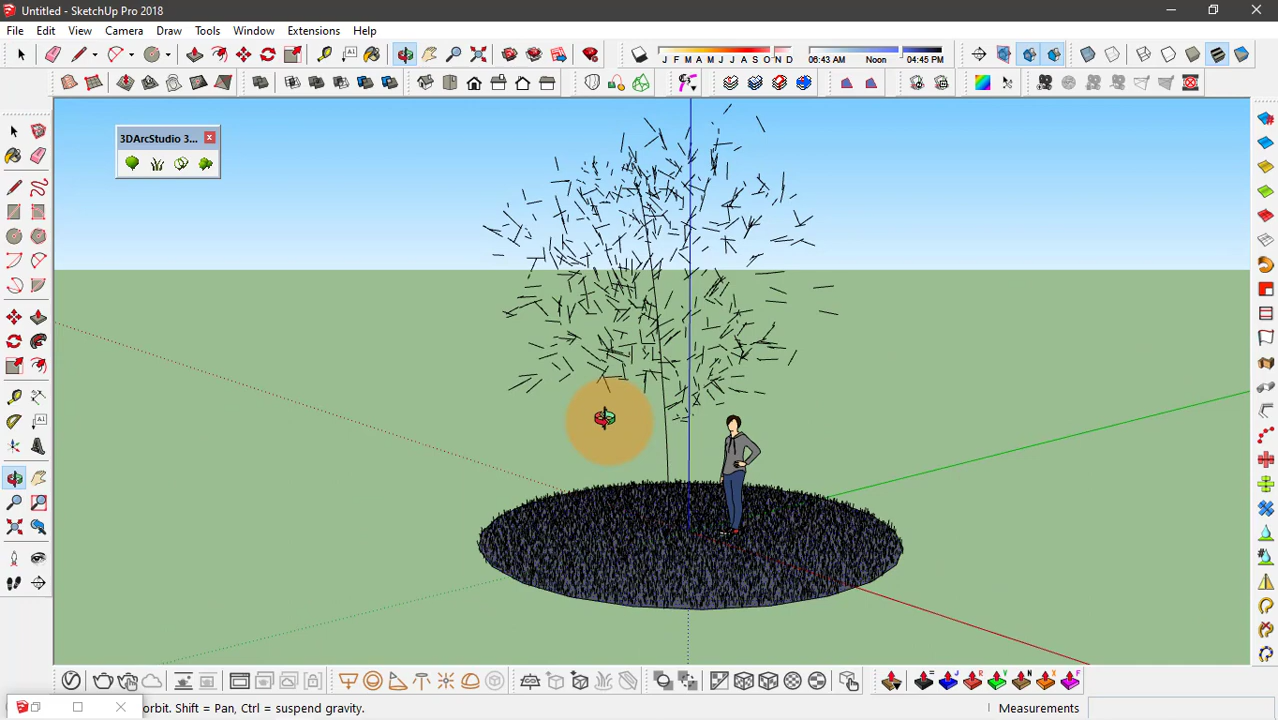 Untitled - SketchUp Pro 2018
File Edit View Camera Draw Tools Window Extensions Help
J F M A M J J A S O N D 06:43 AM Noon 04:45 PM
3DArcStudio 3...
orbit. Shift = Pan, Ctrl = suspend gravity. Measurements